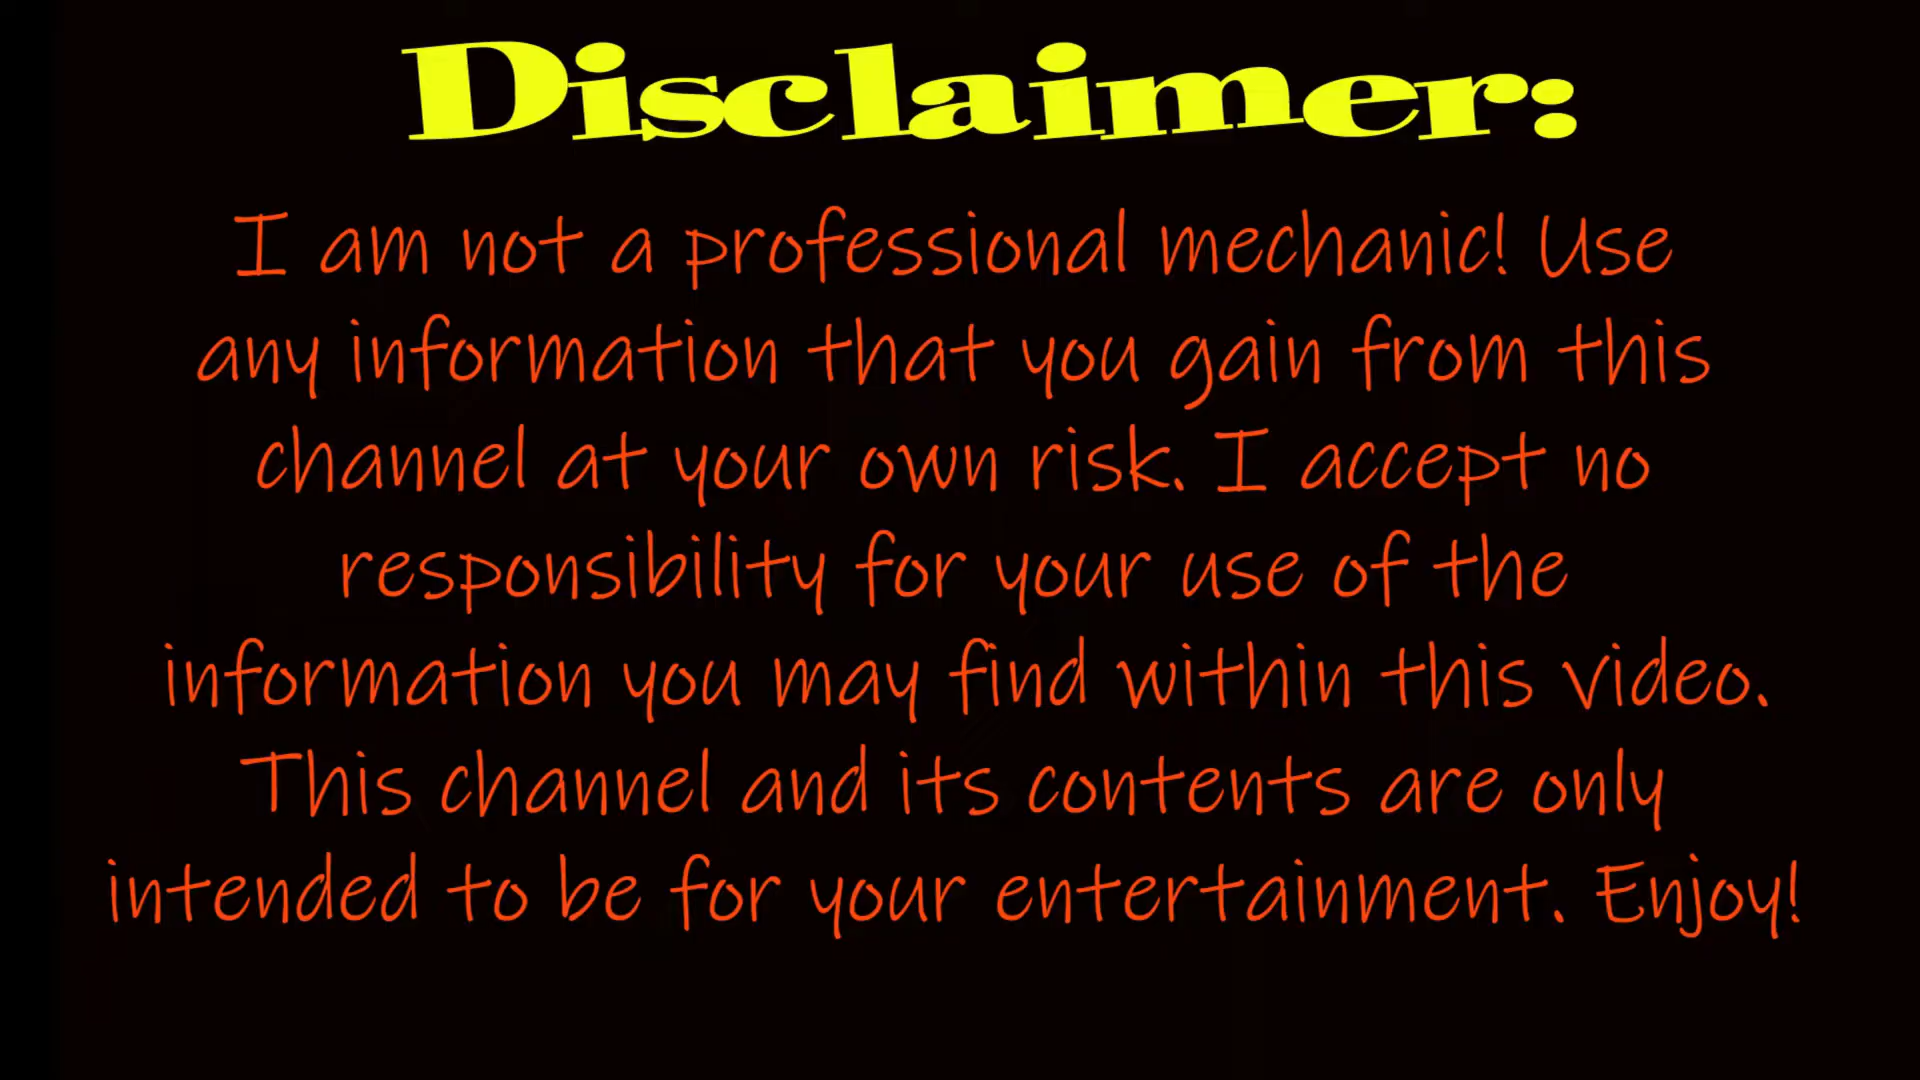 Disclaimer:
I am not a professional mechanic! Use
any information that you gain from this
channel at your own risk. I accept no
responsibility for your use of the
information you may find within this video.
This channel and its contents are only
intended to be for your entertainment. Enjoy!